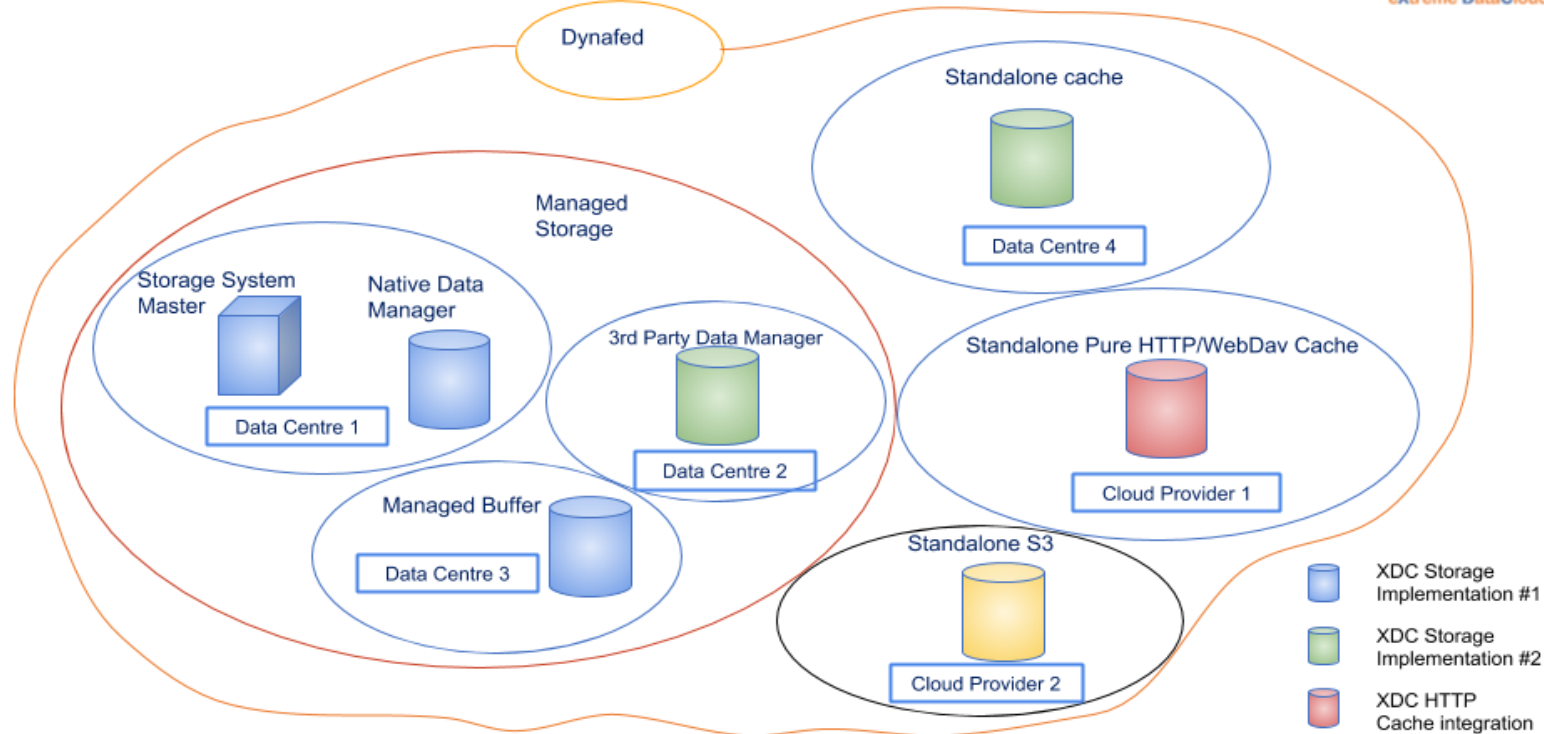 eXtreme DataCloud
Dynafed
Standalone cache
Data Centre 4
Managed
Storage
Storage System
Master
Native Data
Manager
Data Centre 1
3rd Party Data Manager
Data Centre 2
Standalone Pure HTTP/WebDav Cache
Cloud Provider 1
Managed Buffer
Data Centre 3
Standalone S3
Cloud Provider 2
XDC Storage
Implementation #1
XDC Storage
Implementation #2
XDC HTTP
Cache integration